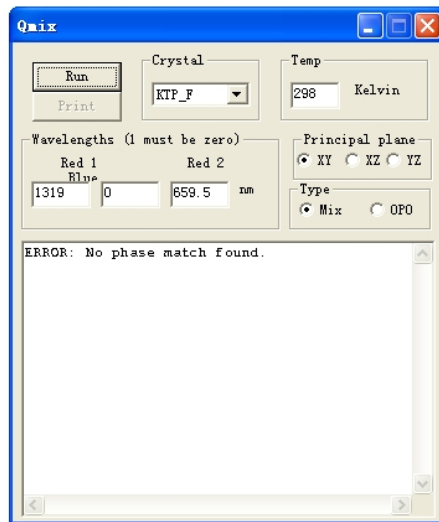 Qmix
Run
Print
Crystal
KTP_F
Temp
298 Kelvin
Wavelengths (1 must be zero)
Red 1 Red 2
Blue
1319 0 659.5 nm
Principal plane
XY XZ YZ
Type
Mix OPO
ERROR: No phase match found.